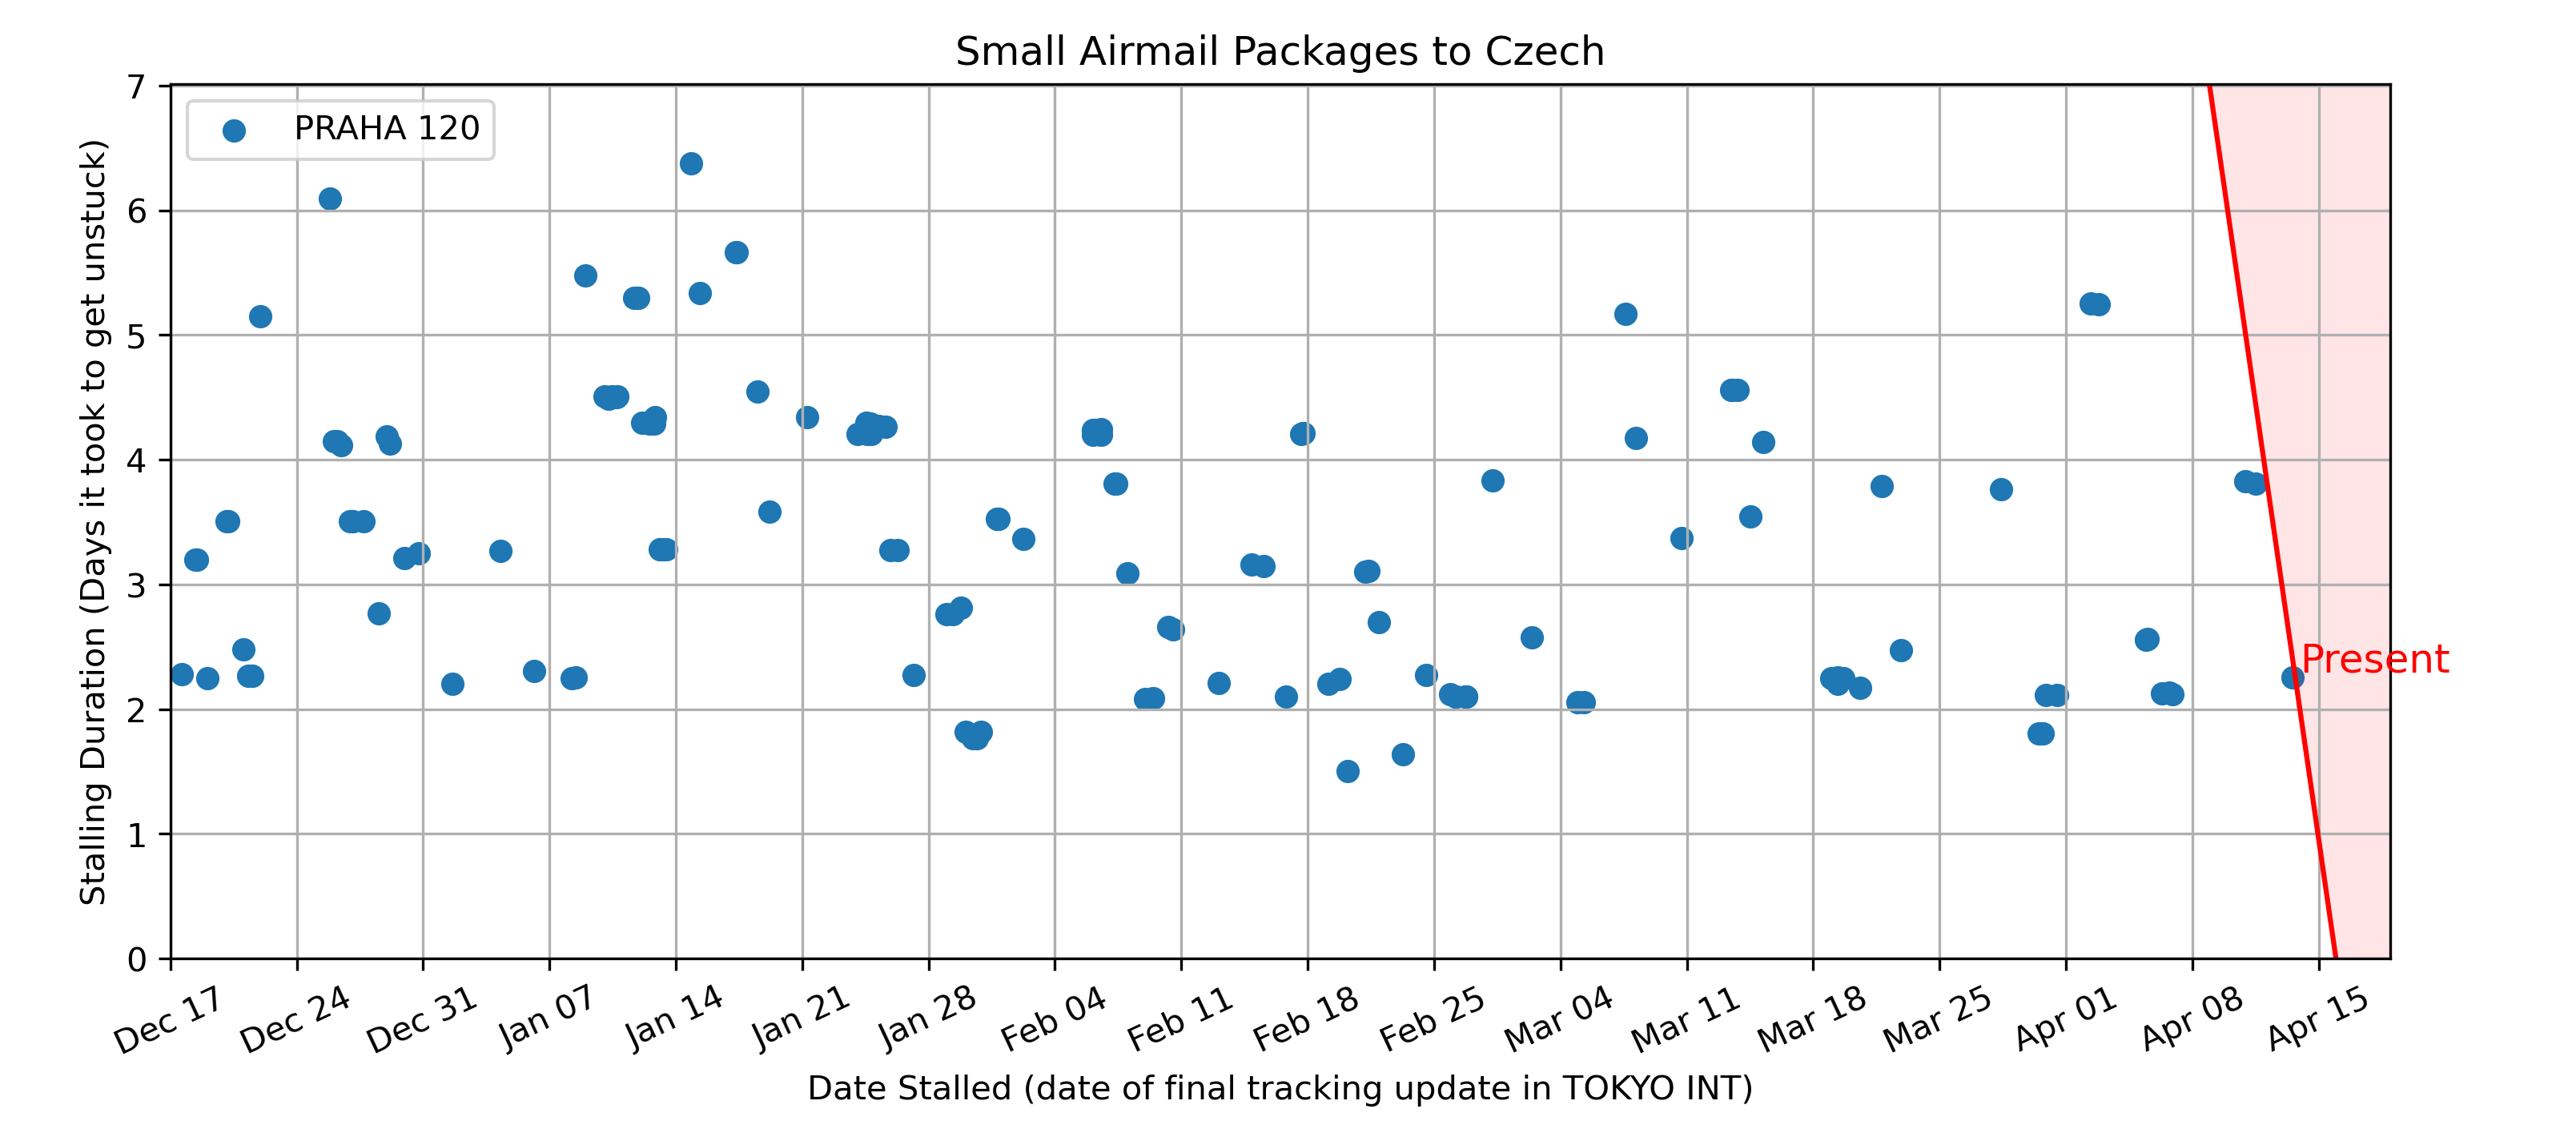 Small Airmail Packages to Czech
PRAHA 120
Stalling Duration (Days it took to get unstuck)
7
6
5
4
3
2
1
0
Present
Dec 17
Dec 24
Dec 31
Jan 07
Jan 14
Jan 21
Jan 28
Feb 04
Feb 11
Feb 18
Feb 25
Mar 04
Mar 11
Mar 18
Mar 25
Apr 01
Apr 08
Apr 15
Date Stalled (date of final tracking update in TOKYO INT)